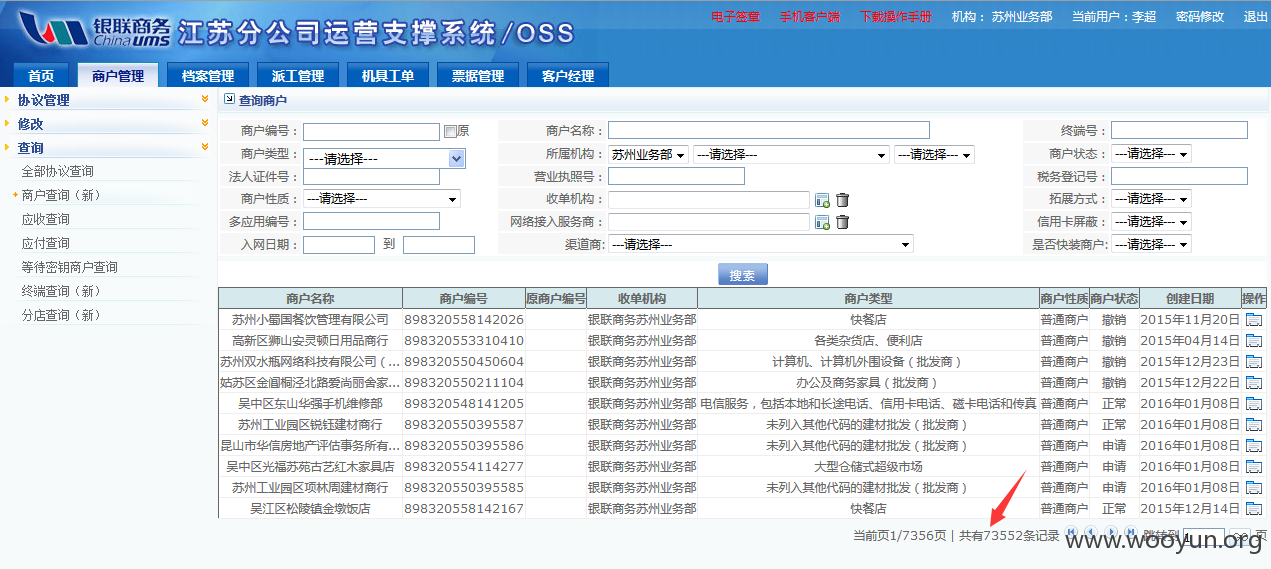 银联商务 China ums 江苏分公司运营支撑系统/OSS
电子签章 手机客户端 下载操作手册 机构：苏州业务部 当前用户：李超 密码修改 退出
首页 商户管理 档案管理 派工管理 机具工单 票据管理 客户经理
协议管理
修改
查询
全部协议查询
商户查询（新）
应收查询
应付查询
等待密钥商户查询
终端查询（新）
分店查询（新）
查询商户
商户编号： 原 商户名称： 终端号：
商户类型： ---请选择--- 所属机构： 苏州业务部 ---请选择--- ---请选择--- 商户状态： ---请选择---
法人证件号： 营业执照号： 税务登记号：
商户性质： ---请选择--- 收单机构： 拓展方式： ---请选择---
多应用编号： 网络接入服务商： 信用卡屏蔽： ---请选择---
入网日期： 到 渠道商: ---请选择--- 是否快装商户: ---请选择---
搜索
商户名称 商户编号 原商户编号 收单机构 商户类型 商户性质 商户状态 创建日期 操作
苏州小蜀国餐饮管理有限公司 898320558142026 银联商务苏州业务部 快餐店 普通商户 撤销 2015年11月20日
高新区狮山安灵顿日用品商行 898320553310410 银联商务苏州业务部 各类杂货店、便利店 普通商户 撤销 2015年04月14日
苏州双水瓶网络科技有限公司（... 898320550450604 银联商务苏州业务部 计算机、计算机外围设备（批发商） 普通商户 撤销 2015年12月23日
姑苏区金阊桐泾北路爱尚丽舍家... 898320550211104 银联商务苏州业务部 办公及商务家具（批发商） 普通商户 撤销 2015年12月22日
吴中区东山华强手机维修部 898320548141205 银联商务苏州业务部 电信服务，包括本地和长途电话、信用卡电话、磁卡电话和传真 普通商户 正常 2016年01月08日
苏州工业园区锐钰建材商行 898320550395587 银联商务苏州业务部 未列入其他代码的建材批发（批发商） 普通商户 正常 2016年01月08日
昆山市华信房地产评估事务所有... 898320550395586 银联商务苏州业务部 未列入其他代码的建材批发（批发商） 普通商户 申请 2016年01月08日
吴中区光福苏苑古艺红木家具店 898320554114277 银联商务苏州业务部 大型仓储式超级市场 普通商户 申请 2016年01月08日
苏州工业园区项林周建材商行 898320550395585 银联商务苏州业务部 未列入其他代码的建材批发（批发商） 普通商户 申请 2016年01月08日
吴江区松陵镇金墩饭店 898320558142167 银联商务苏州业务部 快餐店 普通商户 正常 2015年12月14日
当前页1/7356页 | 共有73552条记录 跳转到 1 GO 页
www.wooyun.org